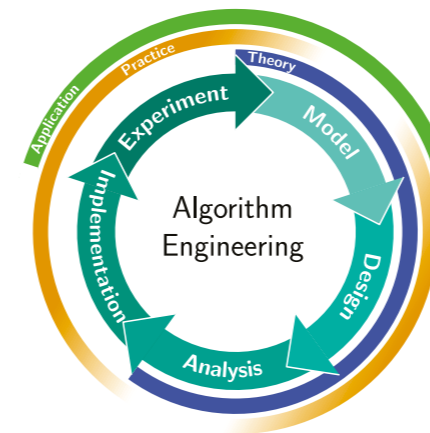 Application
Practice
Theory
Experiment
Model
Implementation
Algorithm
Engineering
Design
Analysis